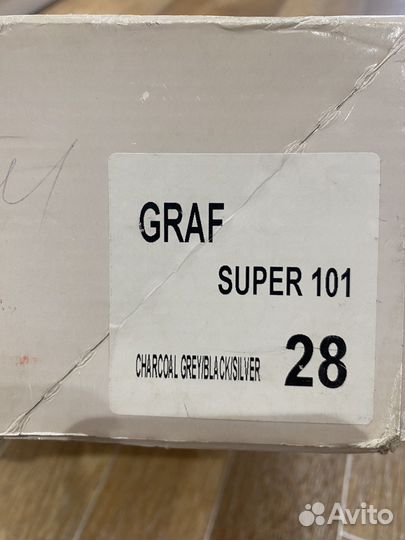 GRAF
SUPER 101
CHARCOAL GREY/BLACK/SILVER 28
Avito